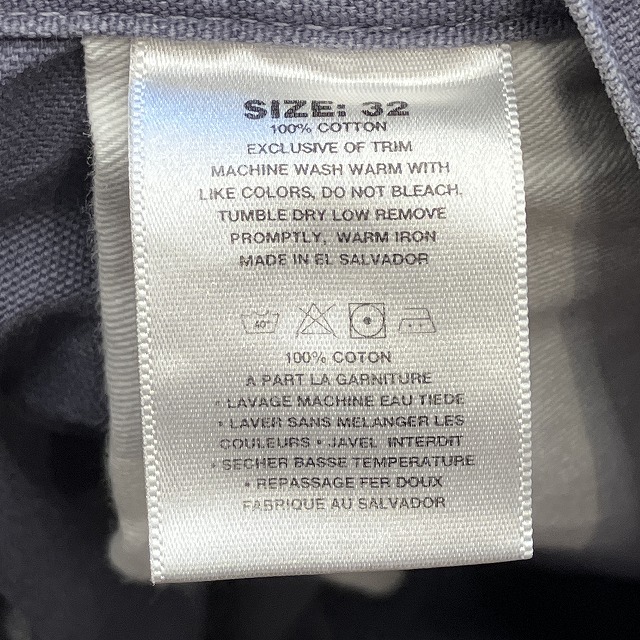 SIZE: 32
100% COTTON
EXCLUSIVE OF TRIM
MACHINE WASH WARM WITH
LIKE COLORS, DO NOT BLEACH.
TUMBLE DRY LOW REMOVE
PROMPTLY, WARM IRON
MADE IN EL SALVADOR
40°
100% COTON
A PART LA GARNITURE
• LAVAGE MACHINE EAU TIEDE
• LAVER SANS MELANGER LES
COULEURS • JAVEL INTERDIT
• SECHER BASSE TEMPERATURE
• REPASSAGE FER DOUX
FABRIQUE AU SALVADOR